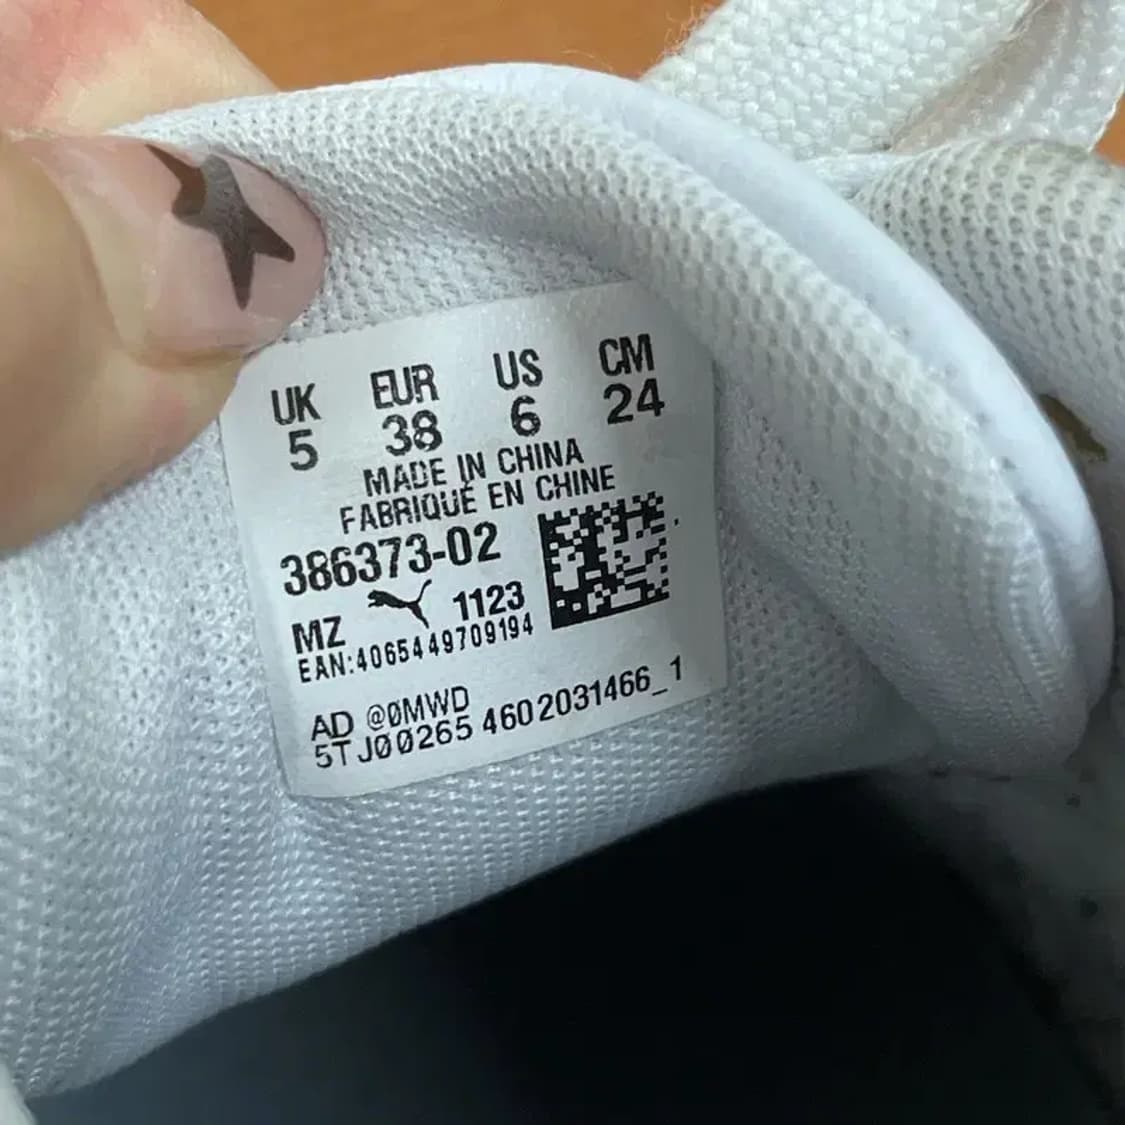 UK EUR US CM
5 38 6 24
MADE IN CHINA
FABRIQUÉ EN CHINE
386373-02
MZ 1123
EAN:4065449709194
AD @0MWD
5TJ00265 4602031466_1